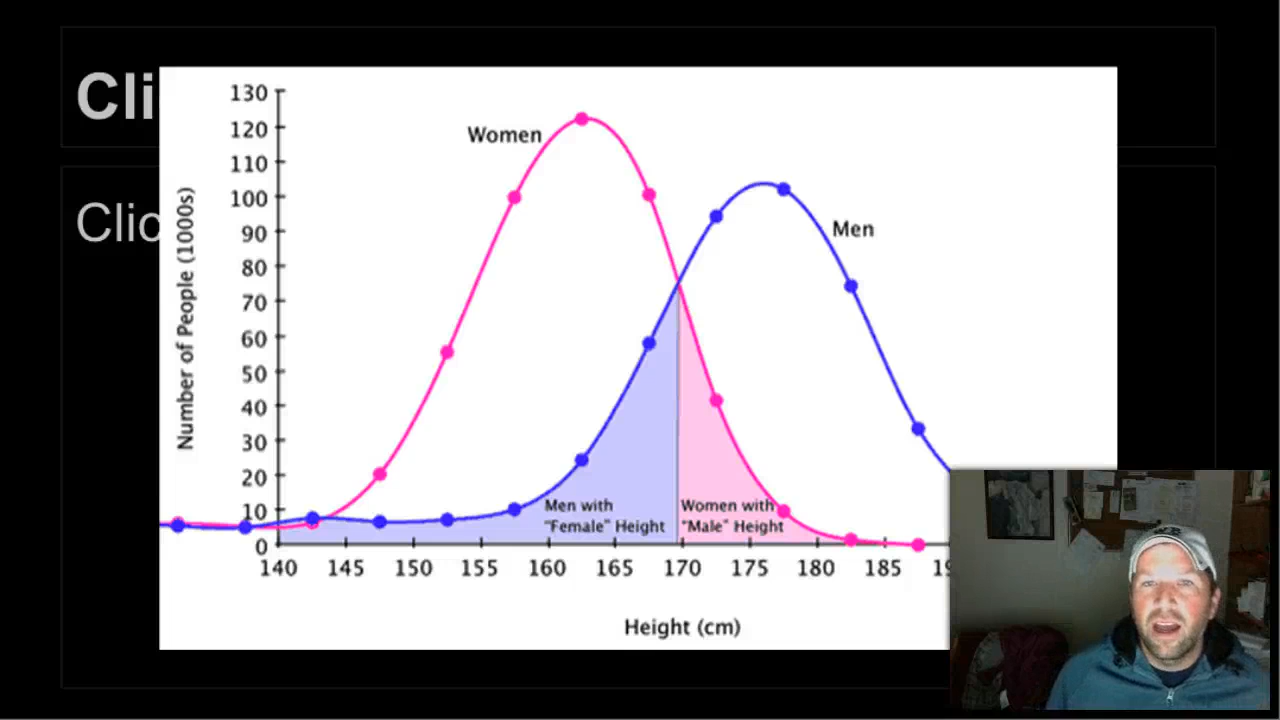 Cli
Clic
130
120
110
100
90
80
70
60
50
40
30
20
10
0
Number of People (1000s)
Women
Men
Men with
"Female" Height
Women with
"Male" Height
140 145 150 155 160 165 170 175 180 185 19
Height (cm)